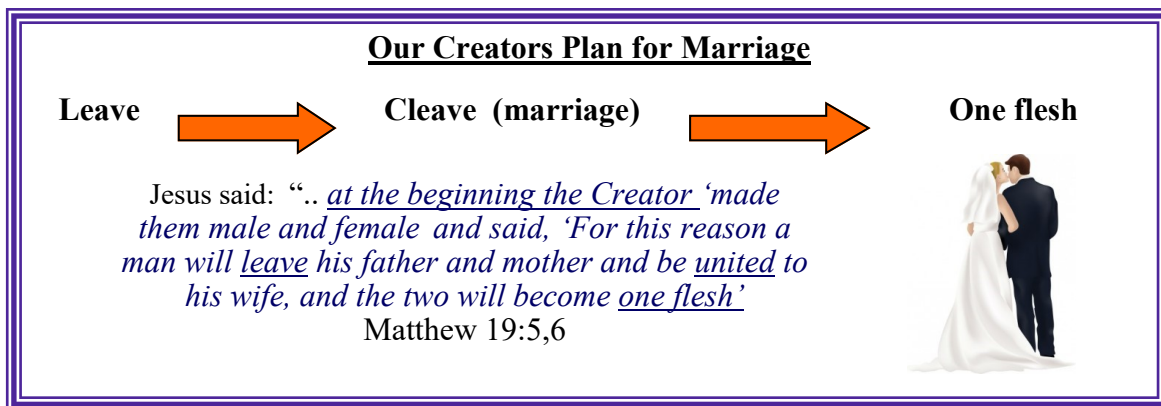 Our Creators Plan for Marriage
Leave Cleave (marriage) One flesh
Jesus said: “.. at the beginning the Creator ‘made
them male and female and said, ‘For this reason a
man will leave his father and mother and be united to
his wife, and the two will become one flesh’
Matthew 19:5,6